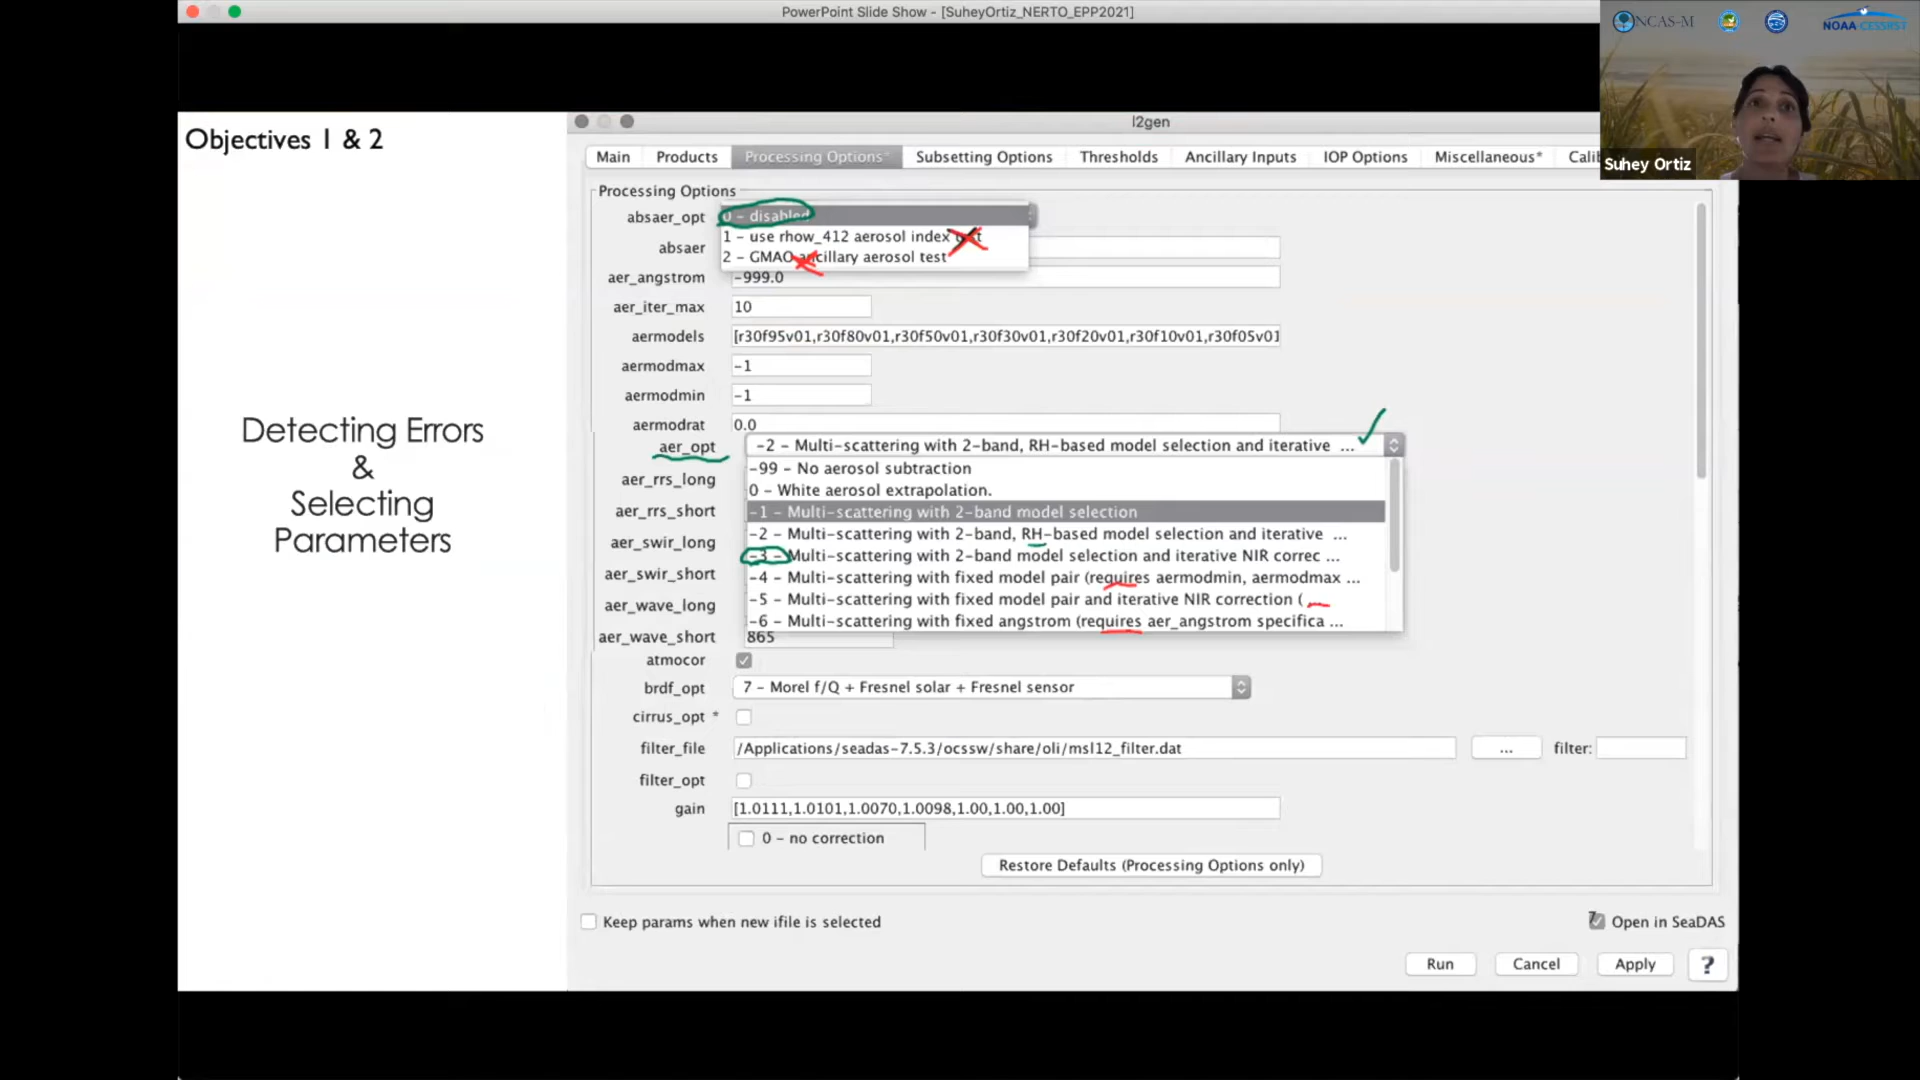 PowerPoint Slide Show - [SuheyOrtiz_NERTO_EPP2021]
NCAS-M
NOAA CESSRST
Suhey Ortiz
Objectives 1 & 2
Detecting Errors
&
Selecting
Parameters
l2gen
Main Products Processing Options* Subsetting Options Thresholds Ancillary Inputs IOP Options Miscellaneous*
Processing Options
absaer_opt 0 - disabled
1 - use rhow_412 aerosol index test
absaer
2 - GMAO ancillary aerosol test
aer_angstrom -999.0
aer_iter_max 10
aermodels [r30f95v01,r30f80v01,r30f50v01,r30f30v01,r30f20v01,r30f10v01,r30f05v01
aermodmax -1
aermodmin -1
aermodrat 0.0
aer_opt -2 - Multi-scattering with 2-band, RH-based model selection and iterative ...
-99 - No aerosol subtraction
aer_rrs_long
0 - White aerosol extrapolation.
aer_rrs_short -1 - Multi-scattering with 2-band model selection
-2 - Multi-scattering with 2-band, RH-based model selection and iterative ...
aer_swir_long
-3 - Multi-scattering with 2-band model selection and iterative NIR correc ...
aer_swir_short -4 - Multi-scattering with fixed model pair (requires aermodmin, aermodmax ...
aer_wave_long -5 - Multi-scattering with fixed model pair and iterative NIR correction (
-6 - Multi-scattering with fixed angstrom (requires aer_angstrom specifica ...
aer_wave_short 865
atmocor
brdf_opt 7 - Morel f/Q + Fresnel solar + Fresnel sensor
cirrus_opt *
filter_file /Applications/seadas-7.5.3/ocssw/share/oli/msl12_filter.dat ... filter:
filter_opt
gain [1.0111,1.0101,1.0070,1.0098,1.00,1.00,1.00]
0 - no correction
Restore Defaults (Processing Options only)
Keep params when new ifile is selected
7 Open in SeaDAS
Run Cancel Apply ?